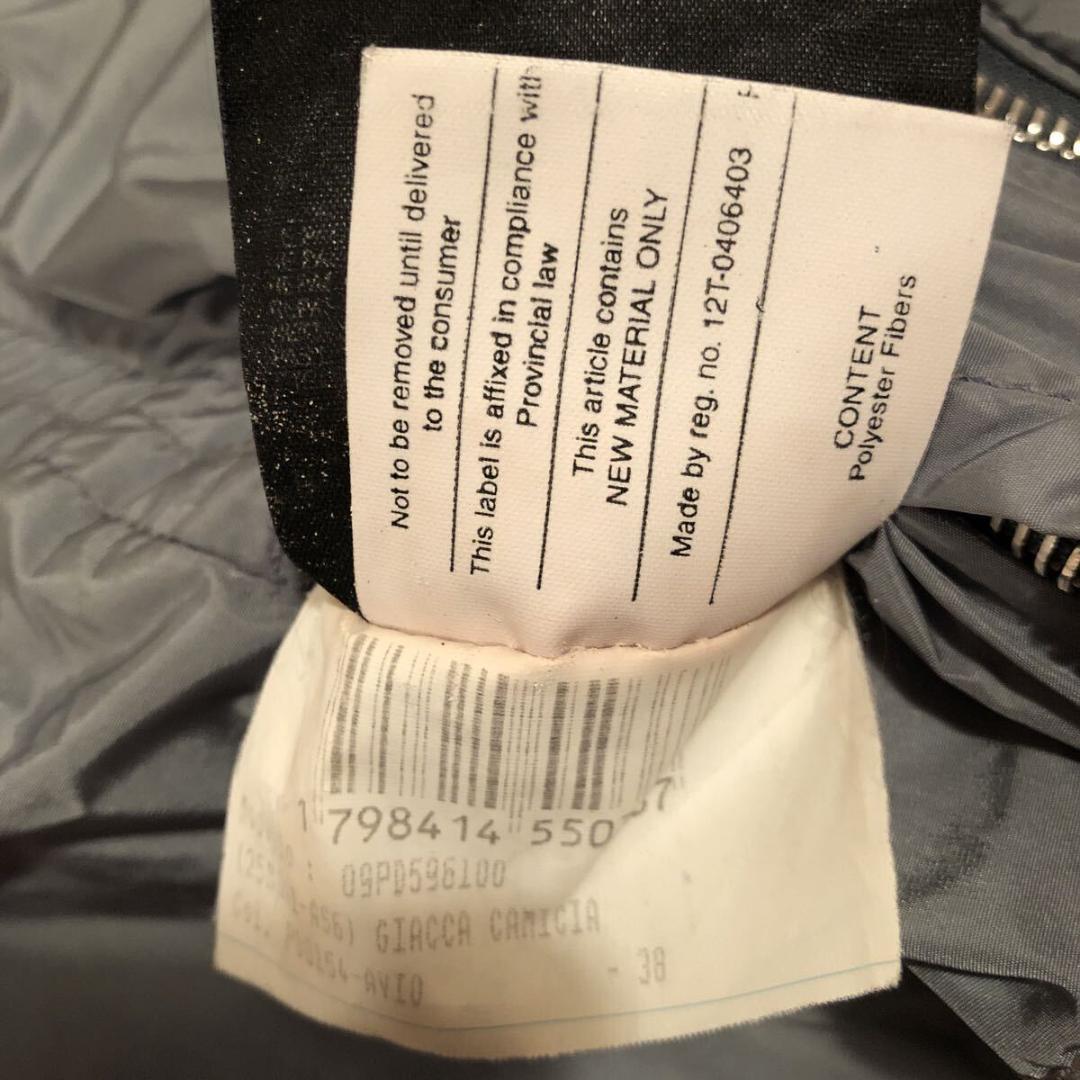 Not to be removed until delivered
to the consumer
This label is affixed in compliance with
Provincial law
This article contains
NEW MATERIAL ONLY
Made by reg. no. 12T-0406403
CONTENT
Polyester Fibers
1 798414 550
09PD596100
GIACCA CAMICIA
AVIO - 38